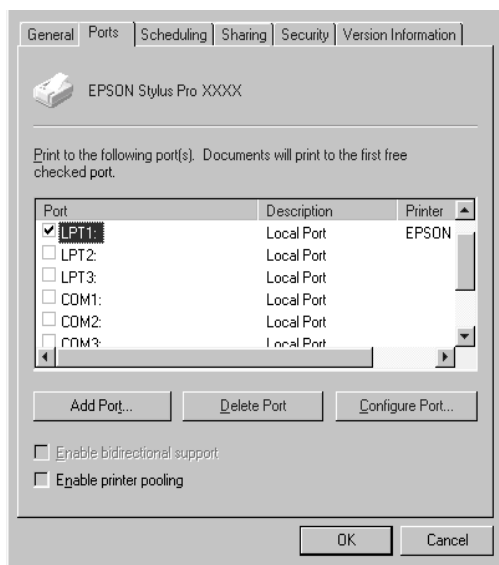 General Ports Scheduling Sharing Security Version Information
EPSON Stylus Pro XXXX
Print to the following port(s). Documents will print to the first free
checked port.
Port Description Printer
LPT1: Local Port EPSON
LPT2: Local Port
LPT3: Local Port
COM1: Local Port
COM2: Local Port
COM3: Local Port
Add Port... Delete Port Configure Port...
Enable bidirectional support
Enable printer pooling
OK Cancel